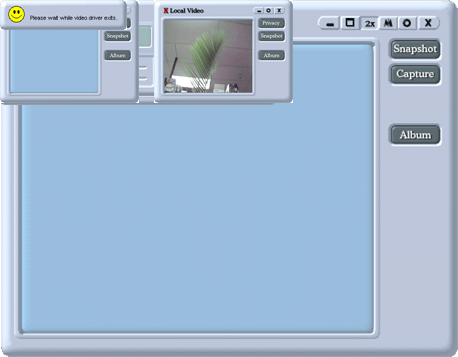 Please wait while video driver exits.
Snapshot
Album
X Local Video
X
Privacy
Snapshot
Album
2x
X
Snapshot
Capture
Album